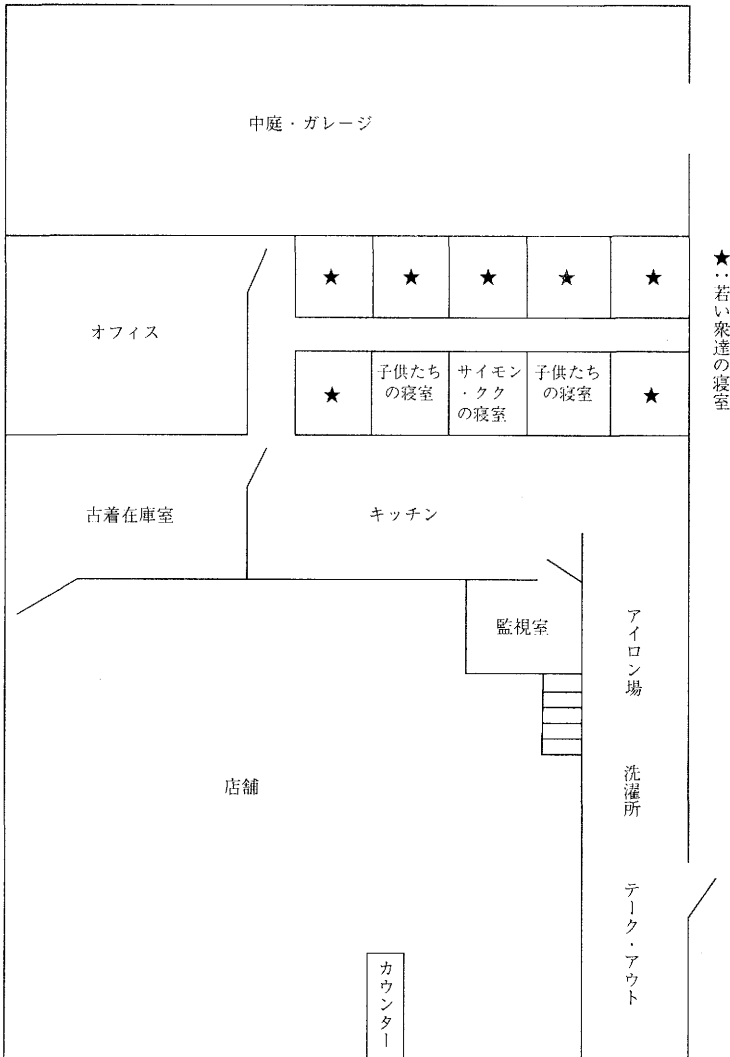 中庭・ガレージ
★
★
★
★
★
オフィス
★
子供たち
の寝室
サイモン
・クク
の寝室
子供たち
の寝室
★
★:若い衆達の寝室
古着在庫室
キッチン
監視室
アイロン場
洗濯所
店舗
テーク・アウト
カウンター